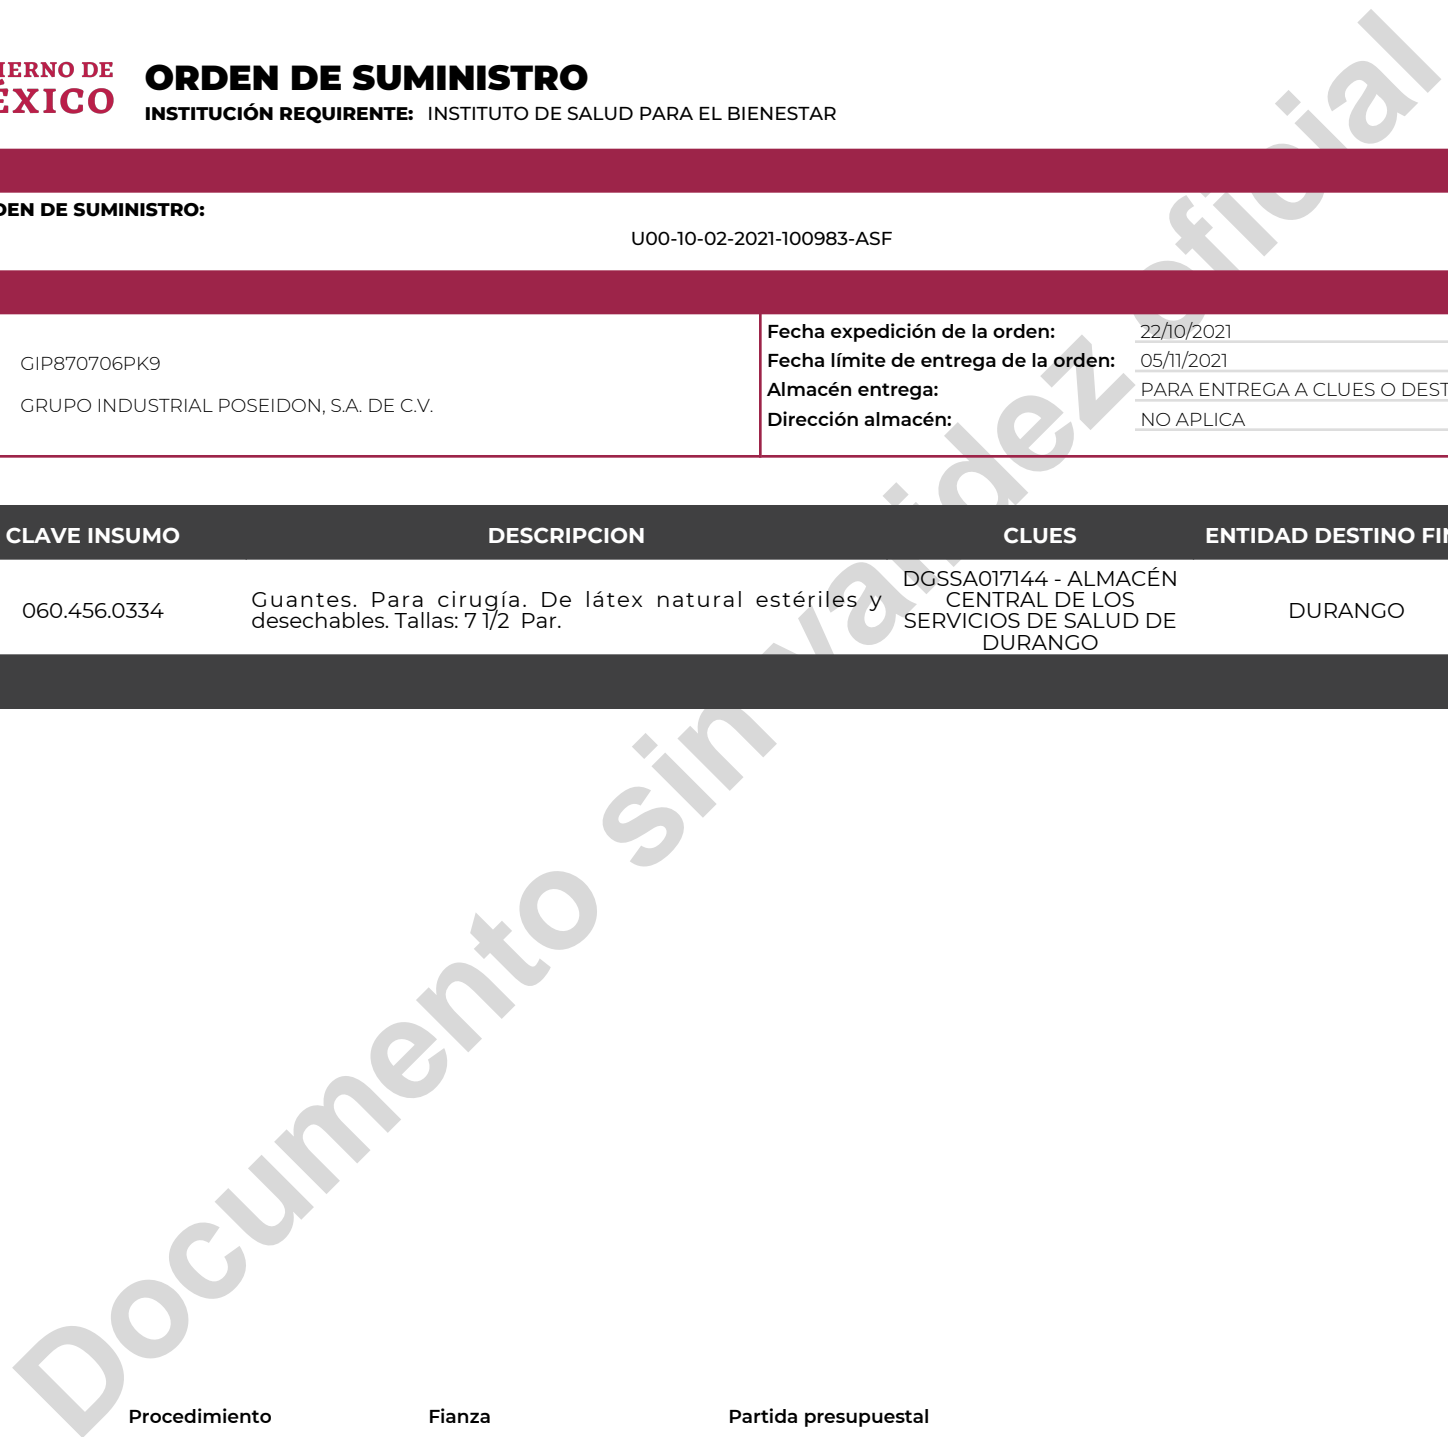 IERNO DE
ÉXICO
ORDEN DE SUMINISTRO
INSTITUCIÓN REQUIRENTE: INSTITUTO DE SALUD PARA EL BIENESTAR
DEN DE SUMINISTRO:
U00-10-02-2021-100983-ASF
GIP870706PK9
GRUPO INDUSTRIAL POSEIDON, S.A. DE C.V.
Fecha expedición de la orden: 22/10/2021
Fecha límite de entrega de la orden: 05/11/2021
Almacén entrega: PARA ENTREGA A CLUES O DEST
Dirección almacén: NO APLICA
CLAVE INSUMO DESCRIPCION CLUES ENTIDAD DESTINO FIN
060.456.0334
Guantes. Para cirugía. De látex natural estériles y
desechables. Tallas: 7 1/2 Par.
DGSSA017144 - ALMACÉN
CENTRAL DE LOS
SERVICIOS DE SALUD DE
DURANGO
DURANGO
Documento sin validez oficial
Procedimiento Fianza Partida presupuestal